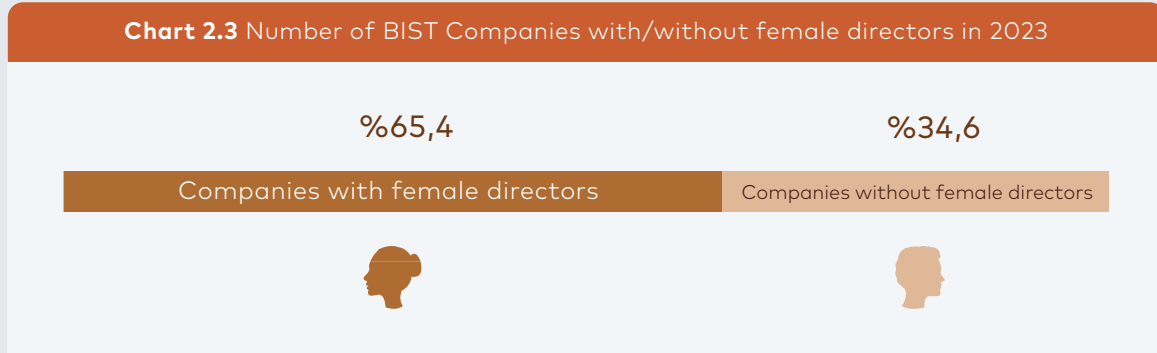 Chart 2.3 Number of BIST Companies with/without female directors in 2023
%65,4
%34,6
Companies with female directors
Companies without female directors